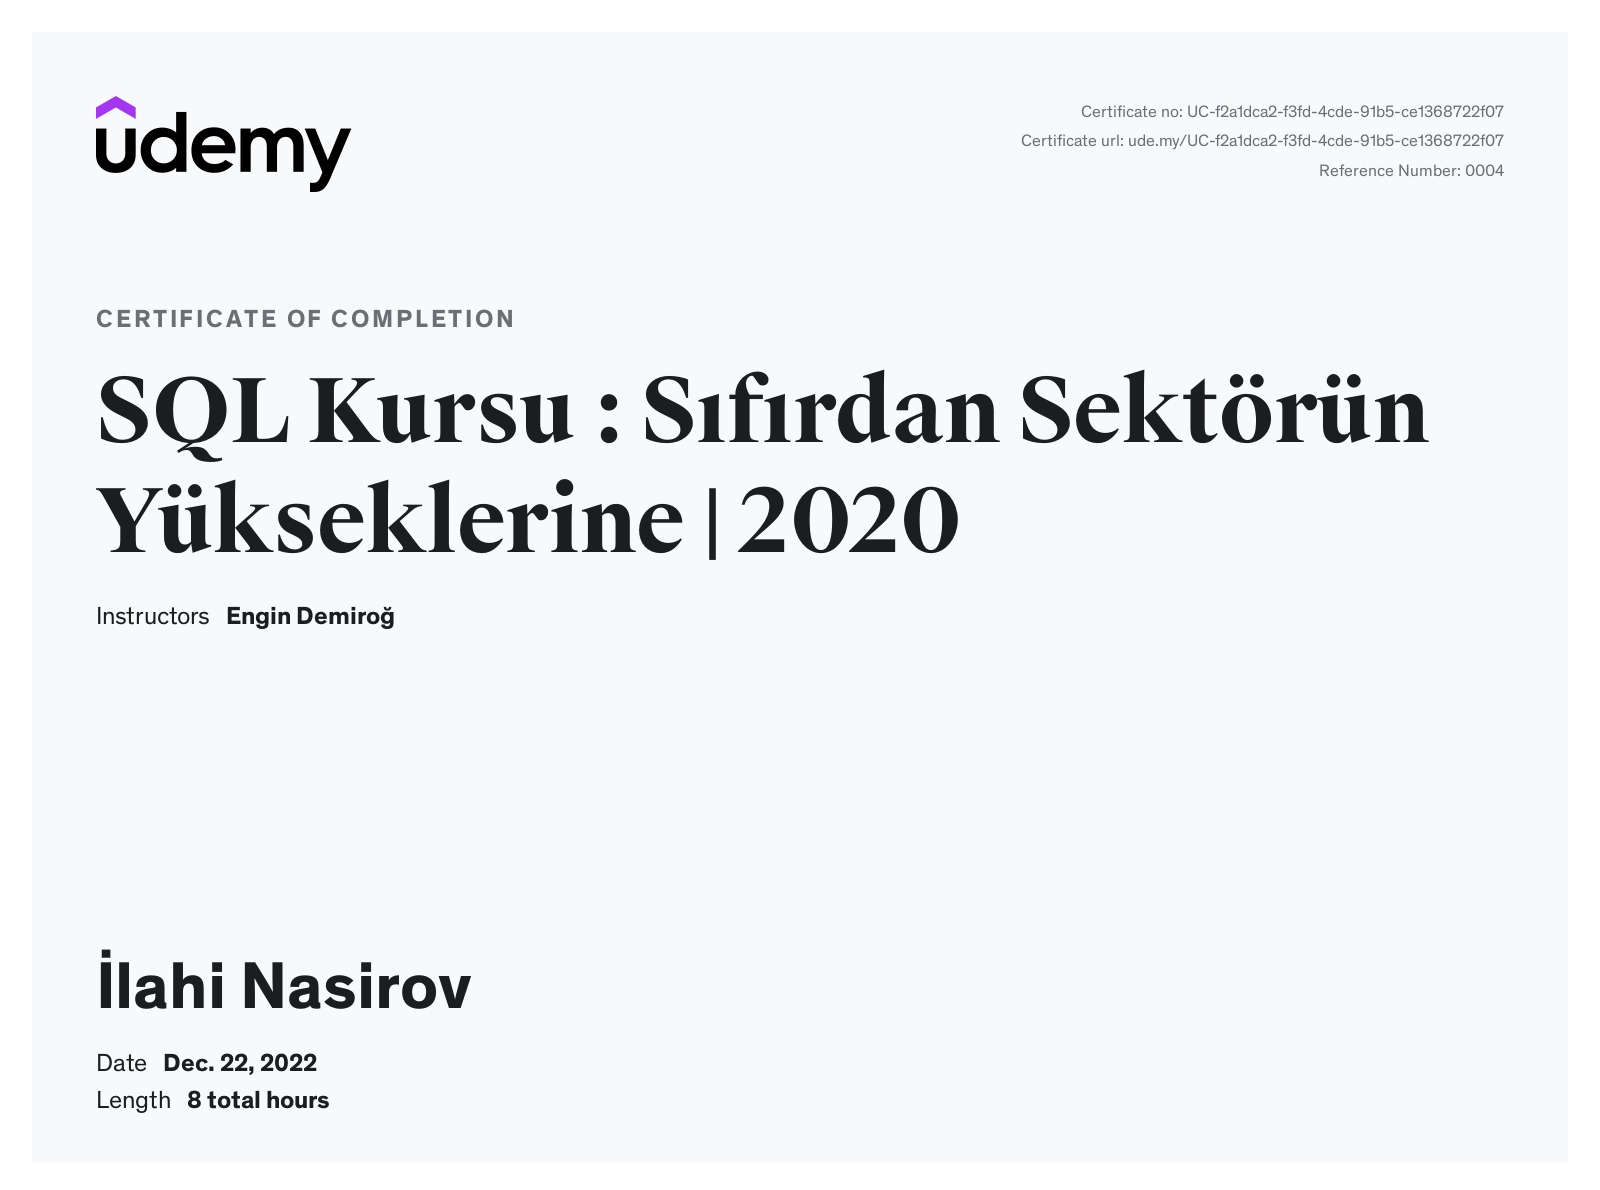 udemy
Certificate no: UC-f2a1dca2-f3fd-4cde-91b5-ce1368722f07
Certificate url: ude.my/UC-f2a1dca2-f3fd-4cde-91b5-ce1368722f07
Reference Number: 0004
CERTIFICATE OF COMPLETION
SQL Kursu : Sıfırdan Sektörün
Yükseklerine | 2020
Instructors Engin Demiroğ
İlahi Nasirov
Date Dec. 22, 2022
Length 8 total hours